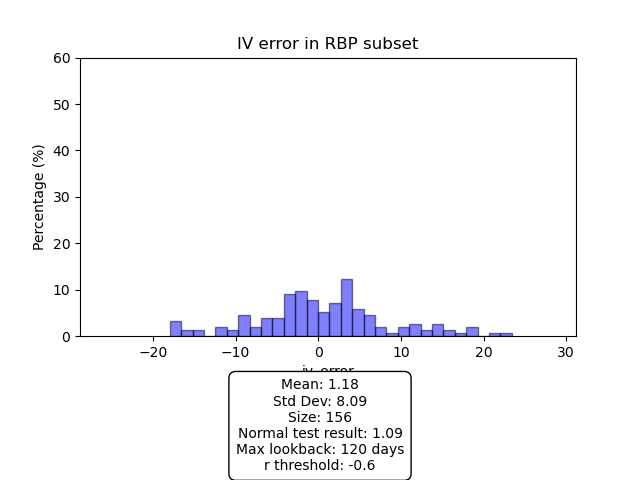 IV error in RBP subset
Percentage (%)
60
50
40
30
20
10
0
−20 −10 0 10 20 30
iv_error
Mean: 1.18
Std Dev: 8.09
Size: 156
Normal test result: 1.09
Max lookback: 120 days
r threshold: -0.6